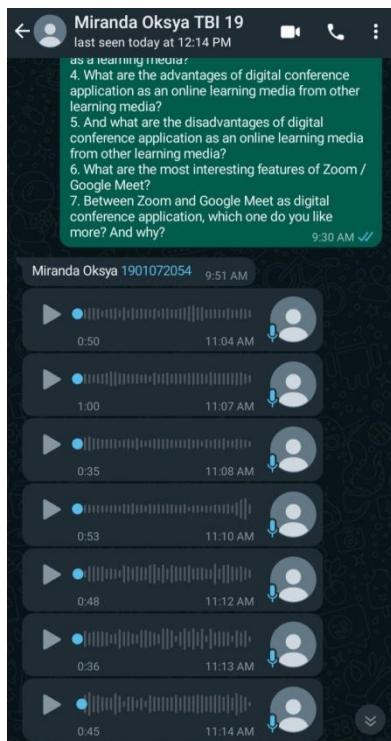 Miranda Oksya TBI 19
last seen today at 12:14 PM
as a learning media?
4. What are the advantages of digital conference
application as an online learning media from other
learning media?
5. And what are the disadvantages of digital
conference application as an online learning media
from other learning media?
6. What are the most interesting features of Zoom /
Google Meet?
7. Between Zoom and Google Meet as digital
conference application, which one do you like
more? And why?
9:30 AM
Miranda Oksya 1901072054 9:51 AM
0:50 11:04 AM
1:00 11:07 AM
0:35 11:08 AM
0:53 11:10 AM
0:48 11:12 AM
0:36 11:13 AM
0:45 11:14 AM